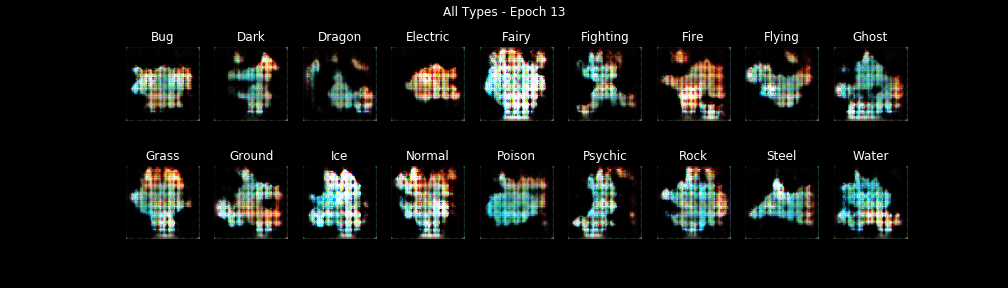 All Types - Epoch 13
Bug Dark Dragon Electric Fairy Fighting Fire Flying Ghost
Grass Ground Ice Normal Poison Psychic Rock Steel Water